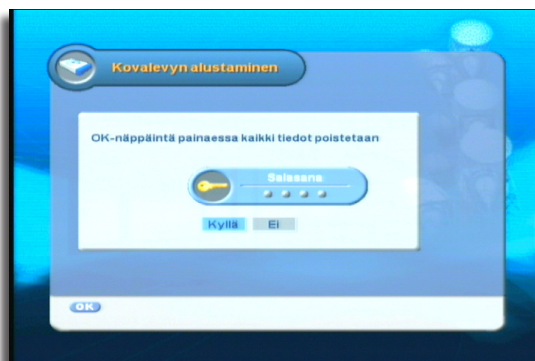 Kovalevyn alustaminen
OK-näppäintä painaessa kaikki tiedot poistetaan
Salasana
Kyllä Ei
OK